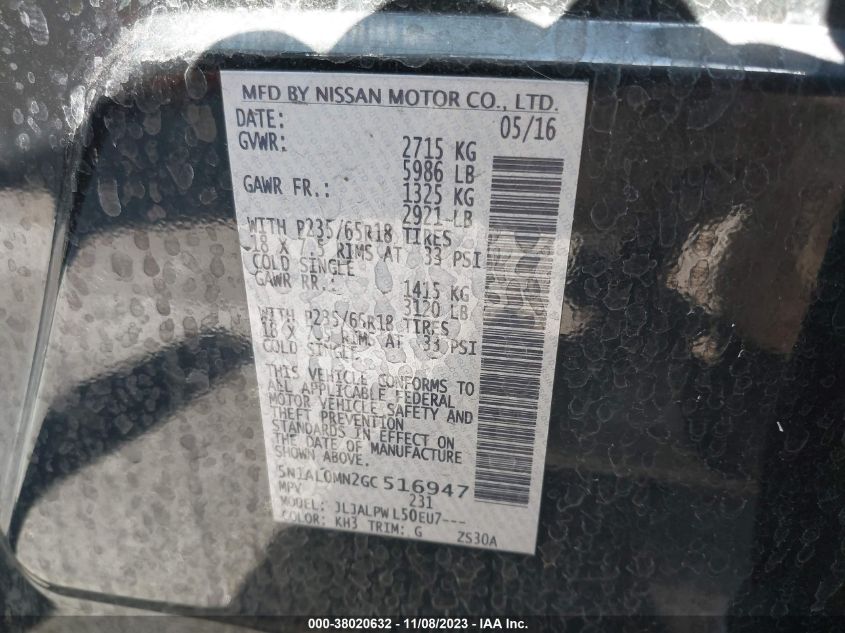 MFD BY NISSAN MOTOR CO., LTD.
DATE: 05/16
GVWR: 2715 KG
5986 LB
GAWR FR.: 1325 KG
2921 LB
WITH P235/65R18 TIRES
18 X 7.5 RIMS AT 33 PSI
COLD SINGLE
GAWR RR.: 1415 KG
3120 LB
WITH P235/65R18 TIRES
18 X 7.5 RIMS AT 33 PSI
COLD SINGLE
THIS VEHICLE CONFORMS TO
ALL APPLICABLE FEDERAL
MOTOR VEHICLE SAFETY AND
THEFT PREVENTION
STANDARDS IN EFFECT ON
THE DATE OF MANUFACTURE
SHOWN ABOVE.
5N1AL0MN2GC516947
MPV 231
MODEL: JLJALPWL50EU7---
COLOR: KH3 TRIM: G ZS30A
000-38020632 - 11/08/2023 - IAA Inc.